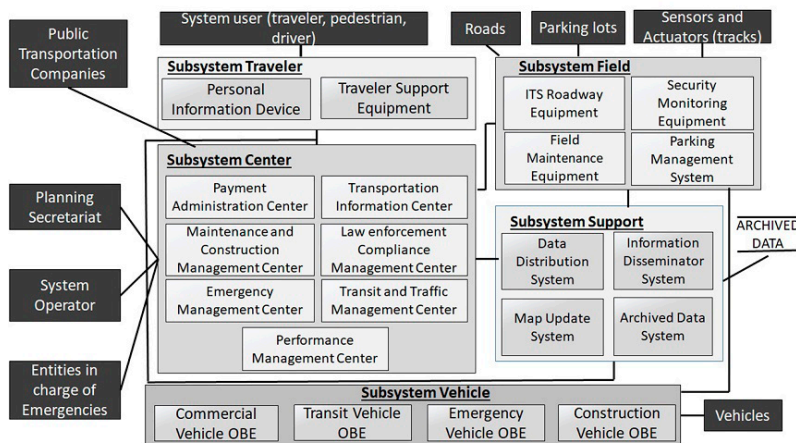 Public
Transportation
Companies
System user (traveler, pedestrian,
driver)
Roads
Parking lots
Sensors and
Actuators (tracks)
Subsystem Traveler
Personal
Information Device
Traveler Support
Equipment
Subsystem Field
ITS Roadway
Equipment
Security
Monitoring
Equipment
Field
Maintenance
Equipment
Parking
Management
System
Subsystem Center
Payment
Administration Center
Transportation
Information Center
Maintenance and
Construction
Management Center
Law enforcement
Compliance
Management Center
Emergency
Management Center
Transit and Traffic
Management Center
Performance
Management Center
Planning
Secretariat
System
Operator
Entities in
charge of
Emergencies
Subsystem Support
Data
Distribution
System
Information
Disseminator
System
Map Update
System
Archived Data
System
ARCHIVED
DATA
Subsystem Vehicle
Commercial
Vehicle OBE
Transit Vehicle
OBE
Emergency
Vehicle OBE
Construction
Vehicle OBE
Vehicles